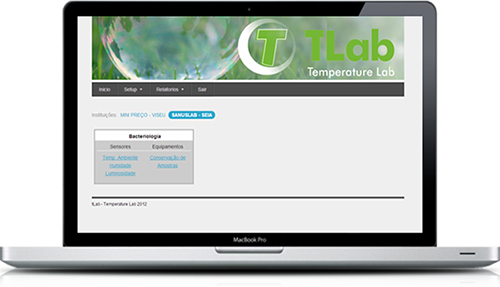 T TLab
Temperature Lab
Início Setup Relatorios Sair
Instituições: MINI PREÇO - VISEU SANUSLAB - SEIA
Bacteriologia
Sensores Equipamentos
Temp. Ambiente Conservação de
Humidade Amostras
Luminosidade
tLab - Temperature Lab 2012
MacBook Pro